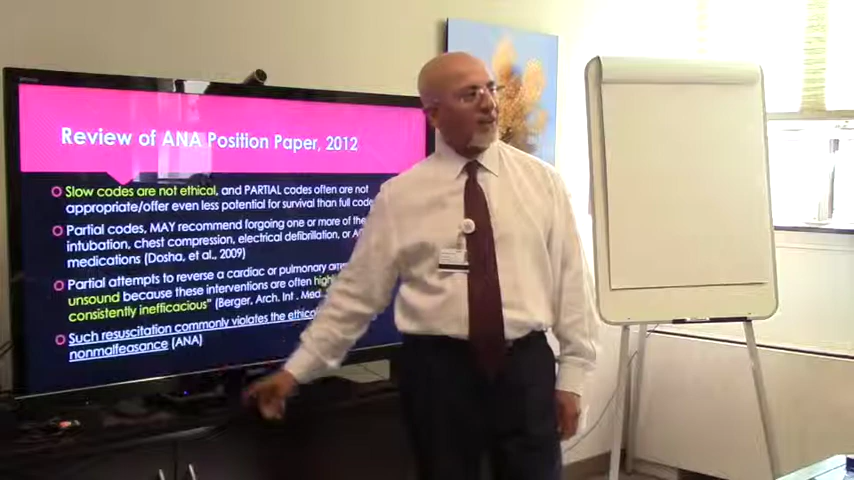 Review of ANA Position Paper, 2012
Slow codes are not ethical, and PARTIAL codes often are not
appropriate/offer even less potential for survival than full code
Partial codes, MAY recommend forgoing one or more of the
intubation, chest compression, electrical defibrillation, or
medications (Dosha, et al., 2009)
Partial attempts to reverse a cardiac or pulmonary
unsound because these interventions are often
consistently inefficacious" (Berger, Arch. Int . Med
Such resuscitation commonly violates the
nonmalfeasance (ANA)